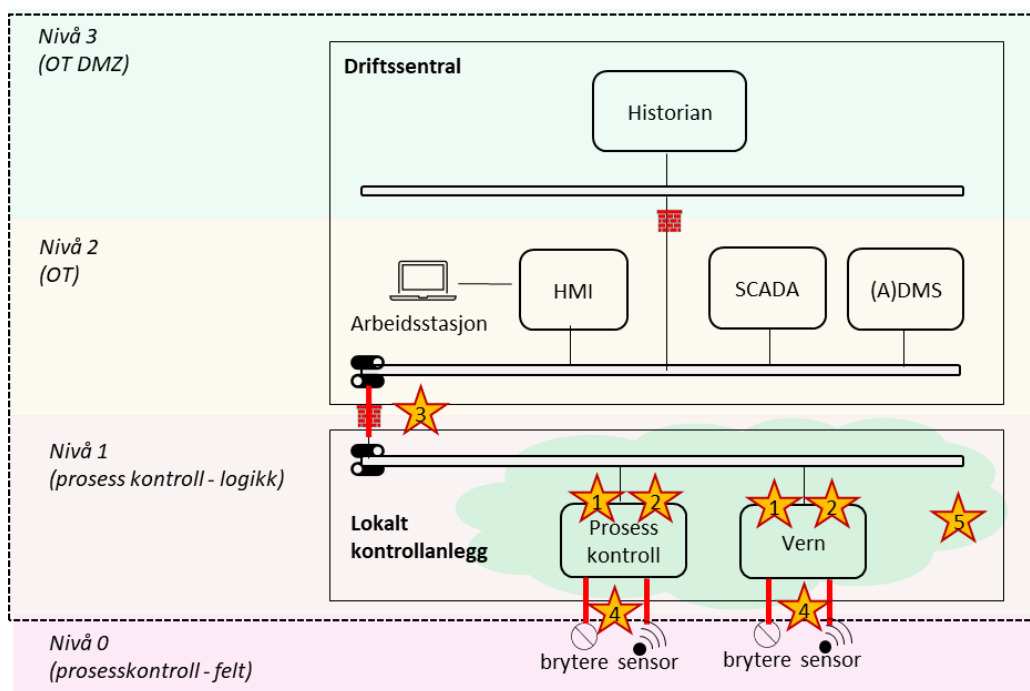 Nivå 3
(OT DMZ)
Driftssentral
Historian
Nivå 2
(OT)
Arbeidsstasjon
HMI
SCADA
(A)DMS
3
Nivå 1
(prosess kontroll - logikk)
Lokalt
kontrollanlegg
1
2
Prosess
kontroll
1
2
Vern
5
4
4
Nivå 0
(prosesskontroll - felt)
brytere sensor
brytere sensor